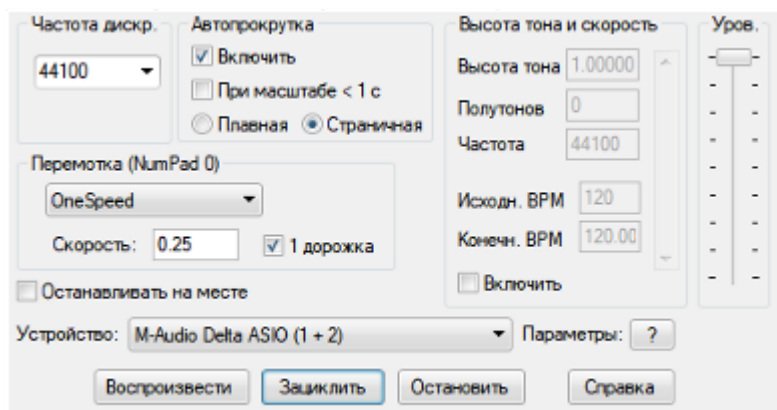 Частота дискр.
44100
Автопрокрутка
Включить
При масштабе < 1 с
Плавная Страничная
Перемотка (NumPad 0)
OneSpeed
Скорость: 0.25 1 дорожка
Останавливать на месте
Высота тона и скорость
Высота тона 1.00000
Полутонов 0
Частота 44100
Исходн. BPM 120
Конечн. BPM 120.00
Включить
Уров.
Устройство: M-Audio Delta ASIO (1 + 2) Параметры: ?
Воспроизвести Зациклить Остановить Справка